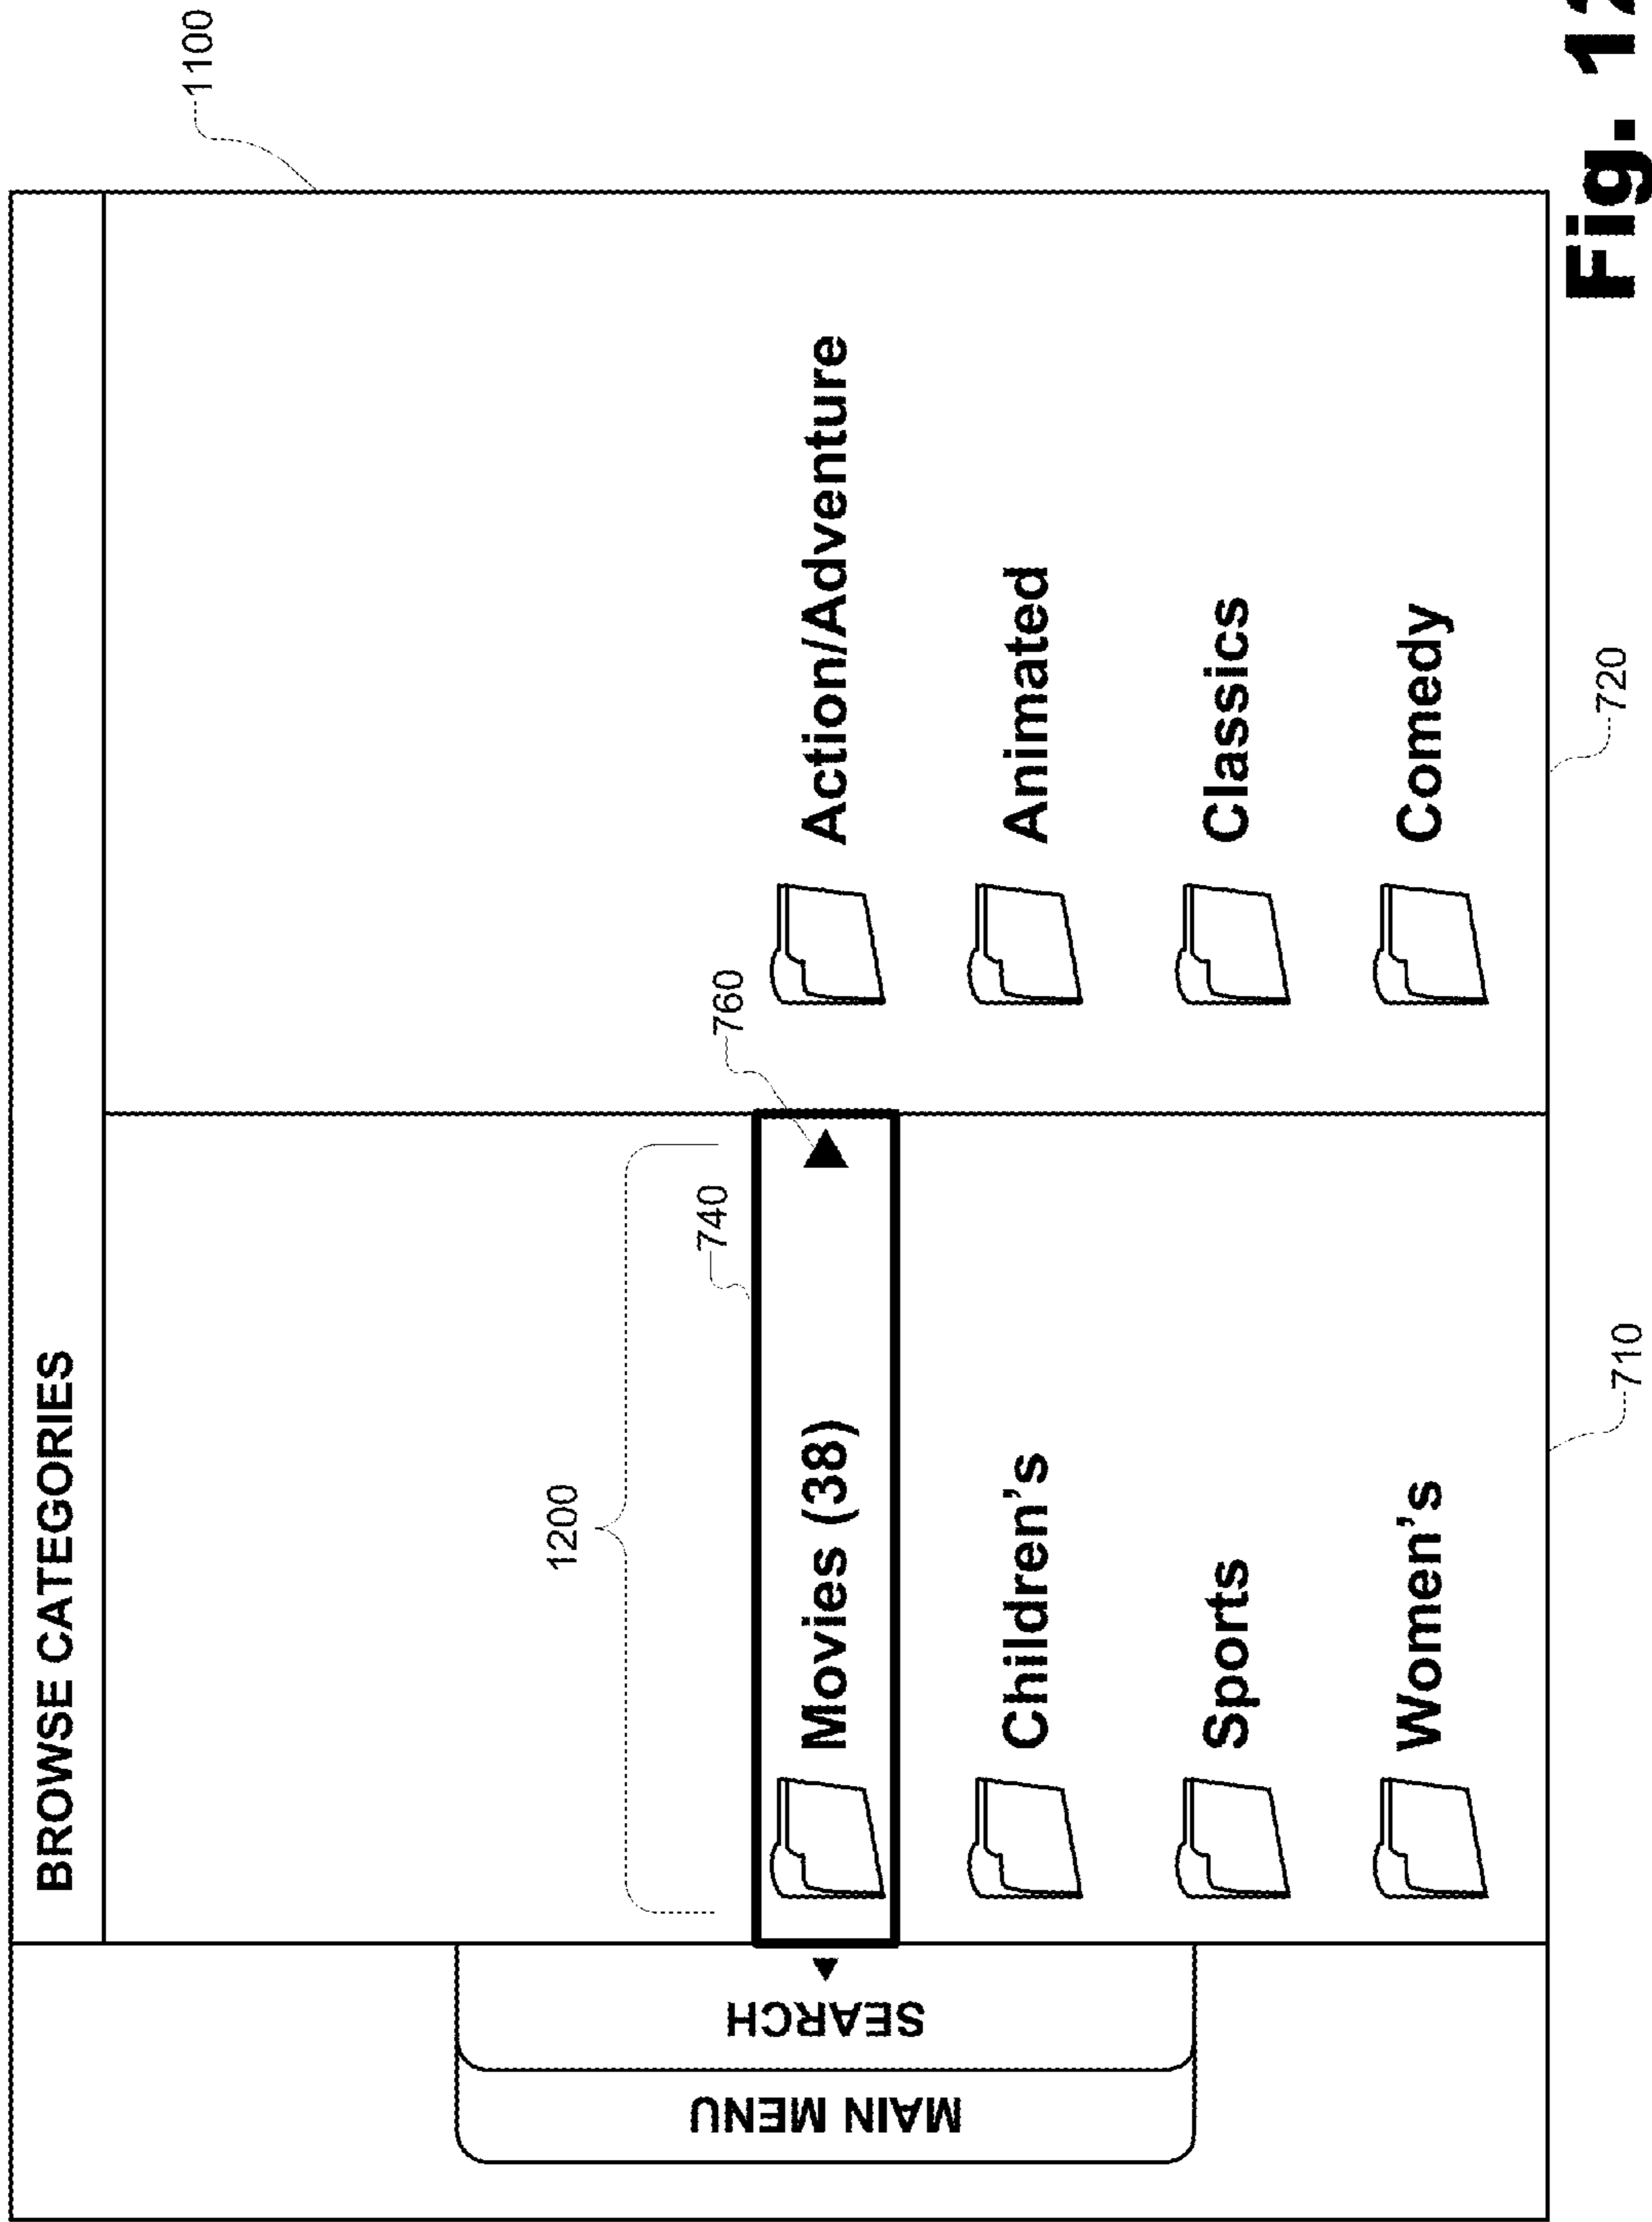 BROWSE CATEGORIES
1100
MAIN MENU
SEARCH
1200
740
760
Movies (38)
Children's
Sports
Women's
Action/Adventure
Animated
Classics
Comedy
710
720
Fig. 12